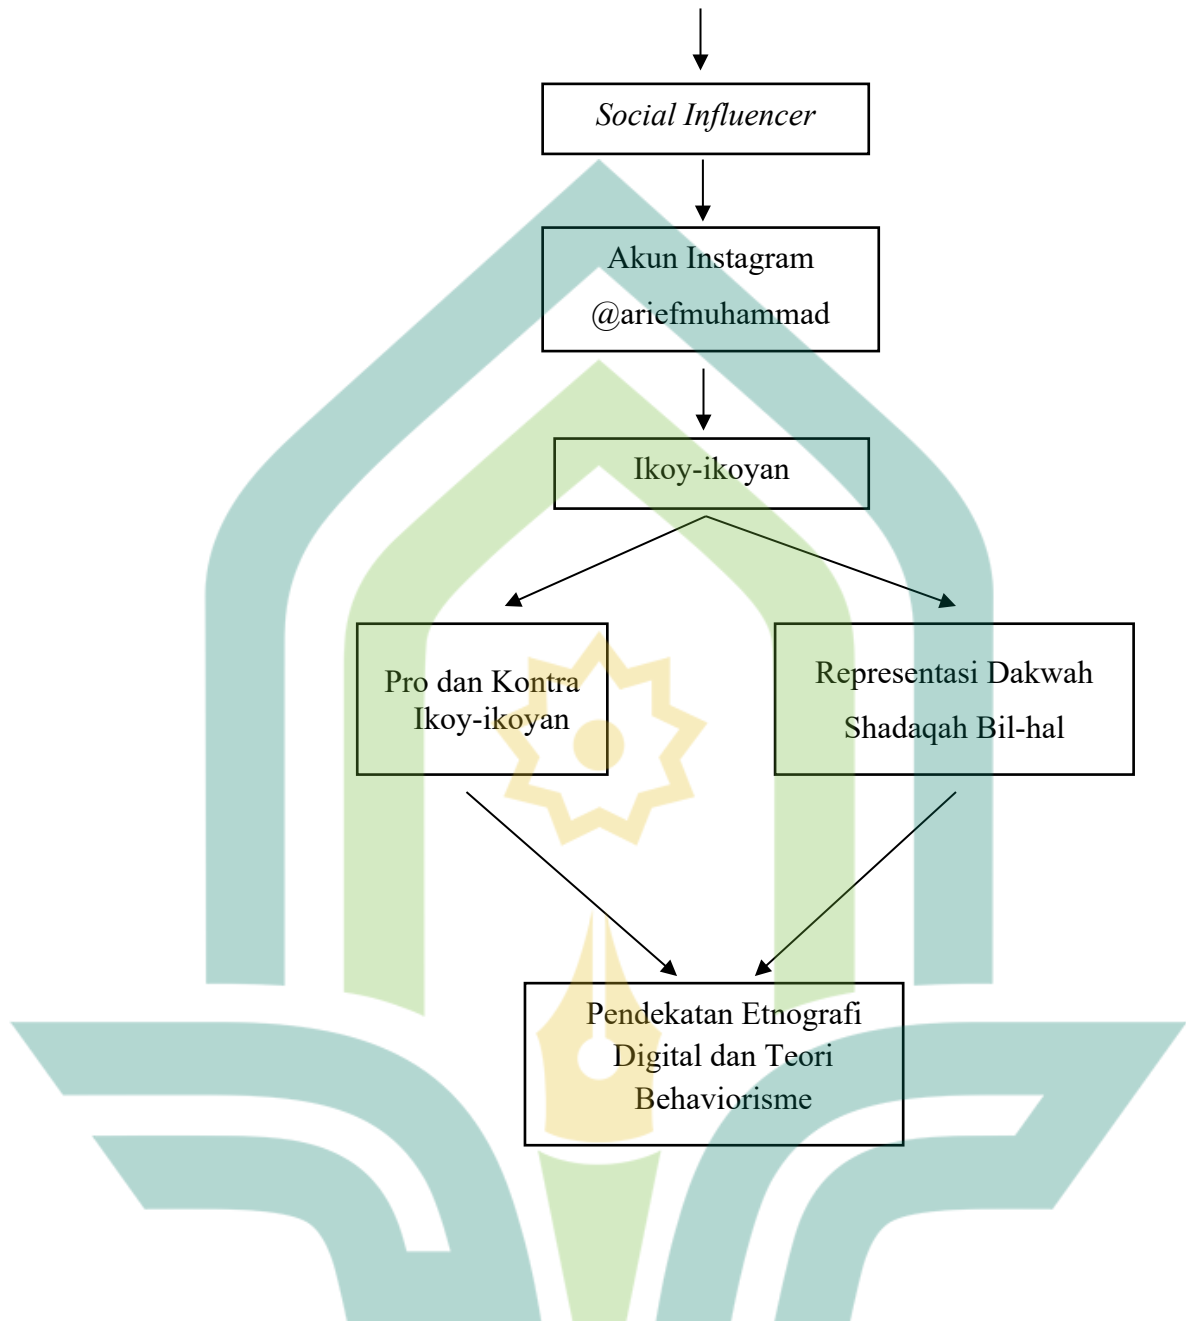 Social Influencer
Akun Instagram
@ariefmuhammad
Ikoy-ikoyan
Pro dan Kontra
Ikoy-ikoyan
Representasi Dakwah
Shadaqah Bil-hal
Pendekatan Etnografi
Digital dan Teori
Behaviorisme